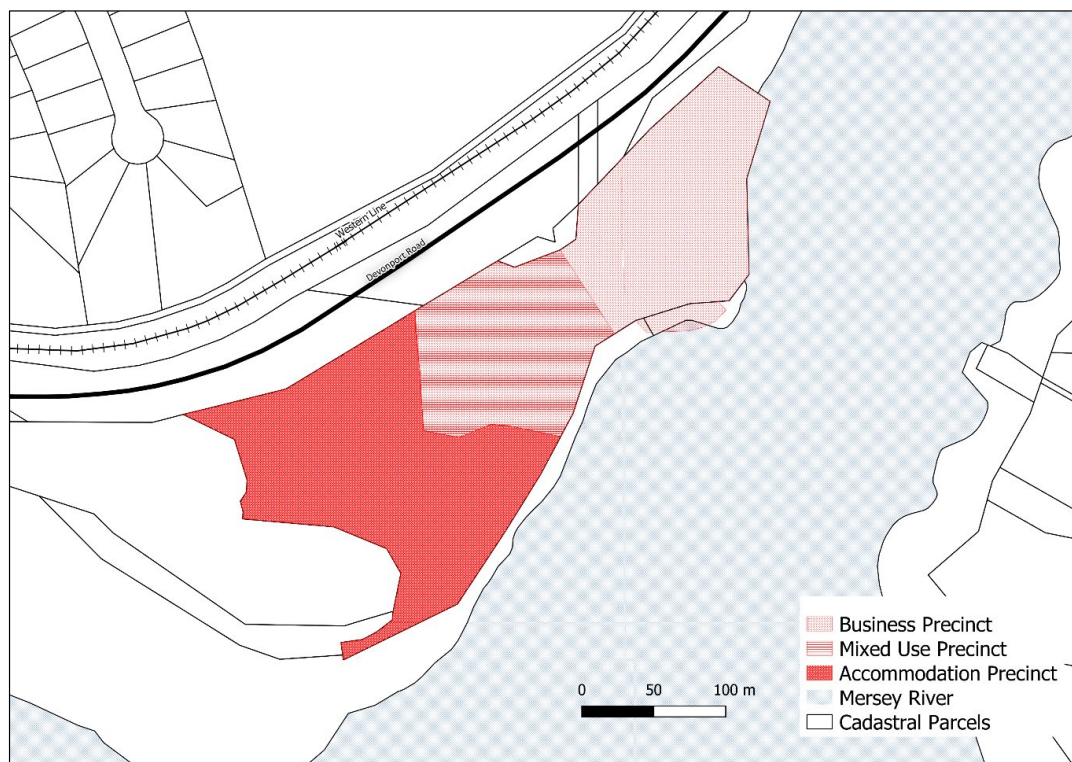 Western Line
Devonport Road
Business Precinct
Mixed Use Precinct
Accommodation Precinct
Mersey River
Cadastral Parcels
0 50 100 m